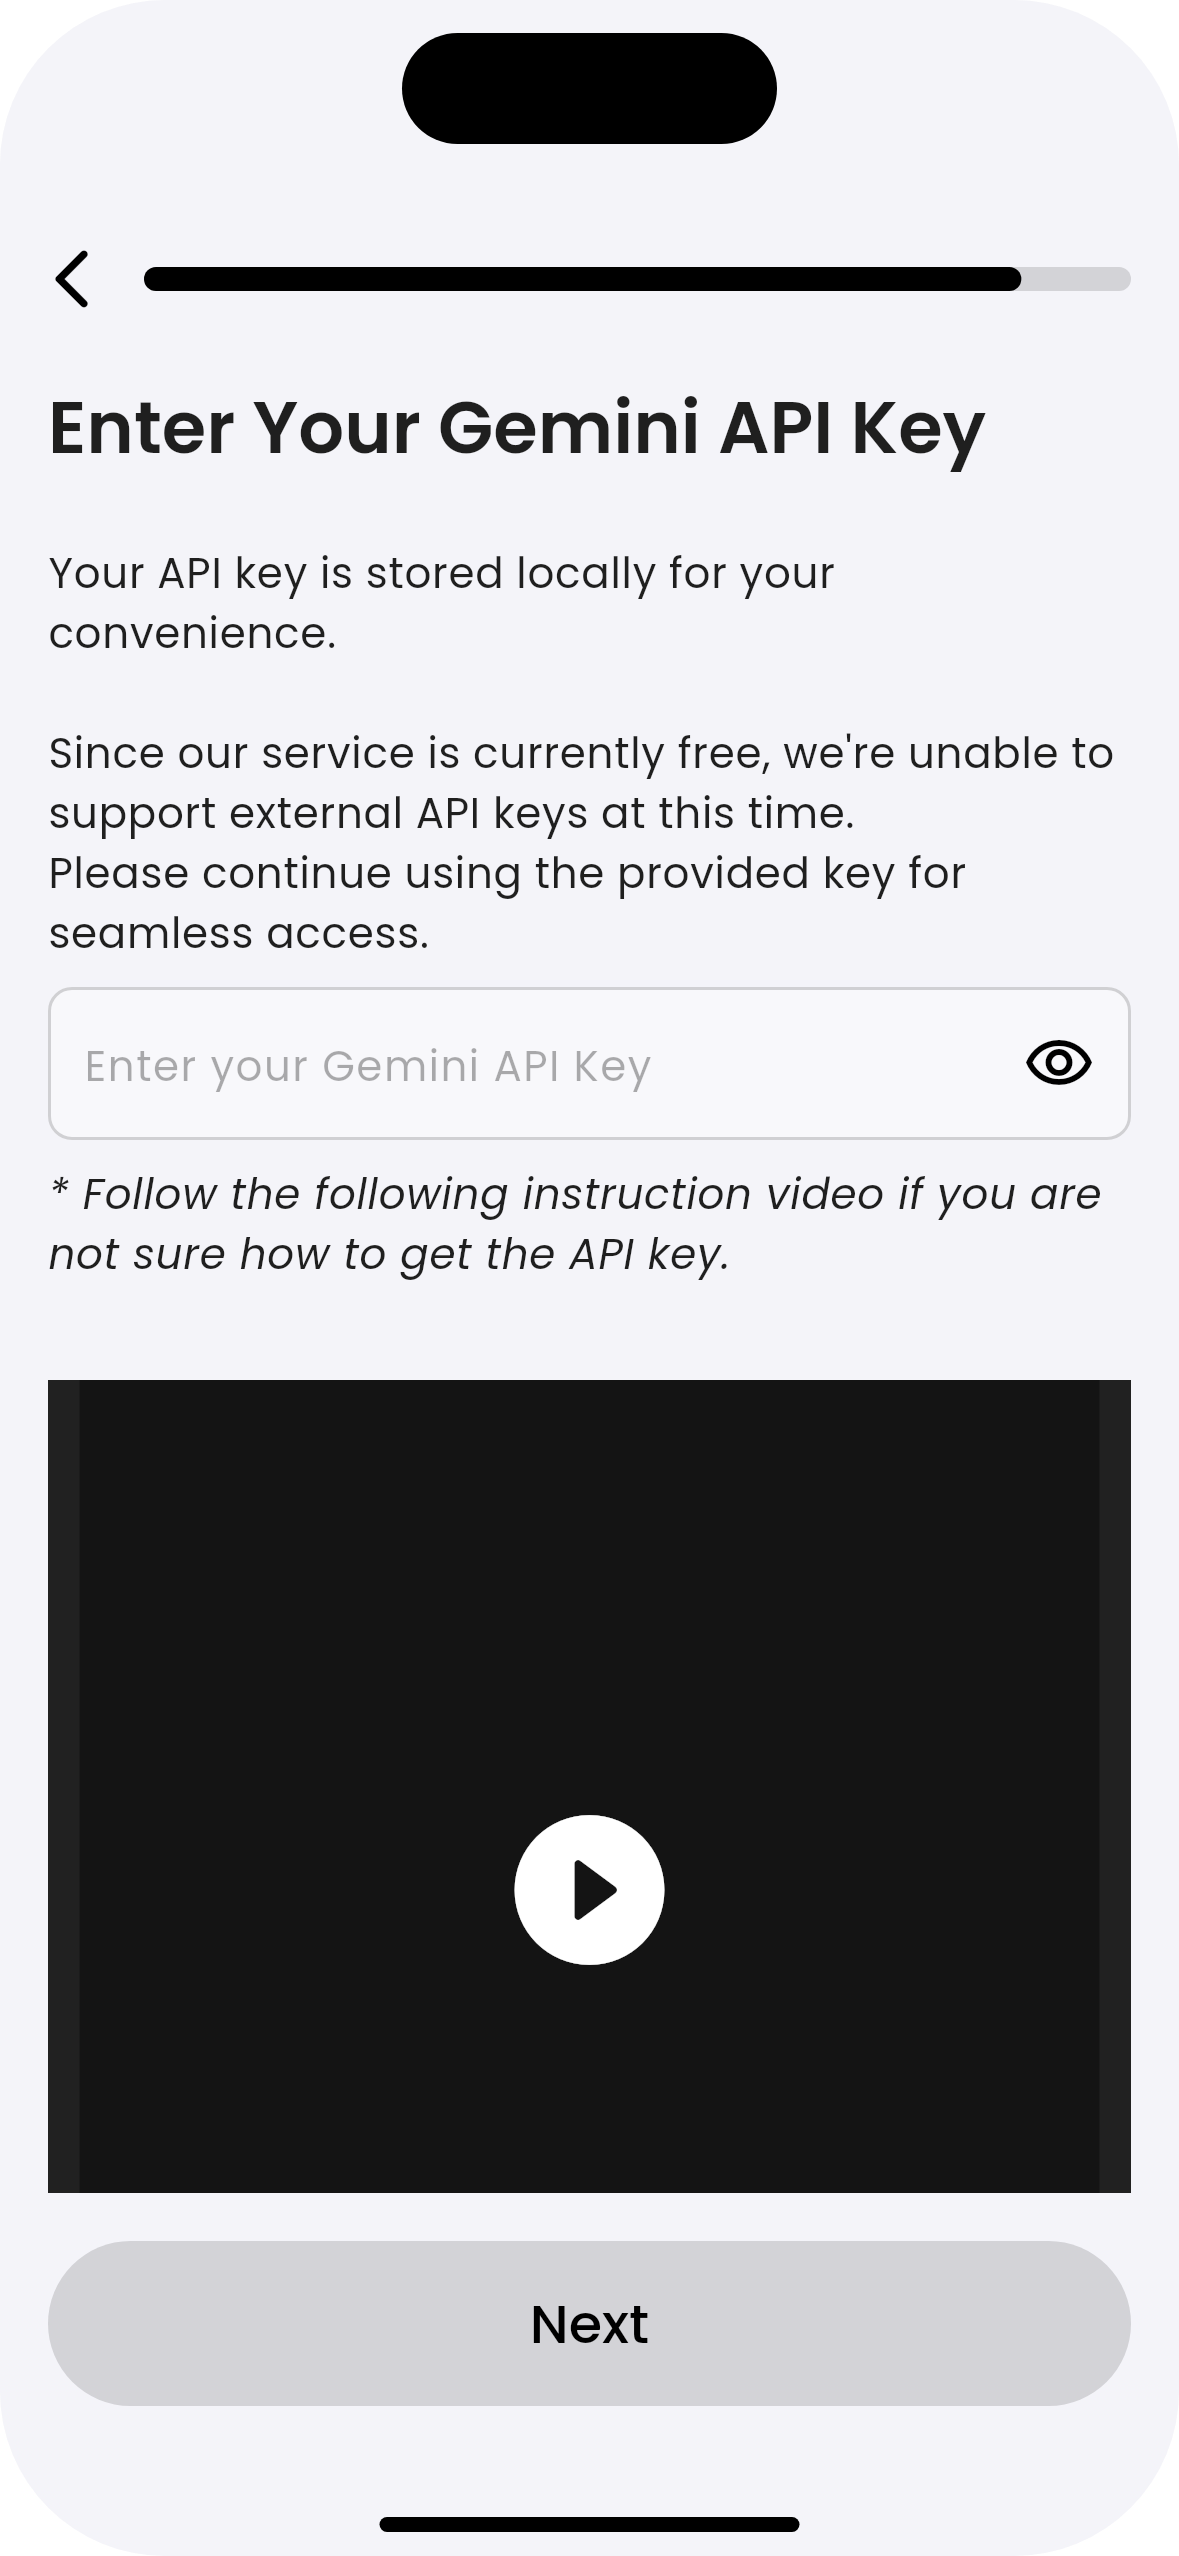 Enter Your Gemini API Key
Your API key is stored locally for your
convenience.
Since our service is currently free, we're unable to
support external API keys at this time.
Please continue using the provided key for
seamless access.
Enter your Gemini API Key
* Follow the following instruction video if you are
not sure how to get the API key.
Next